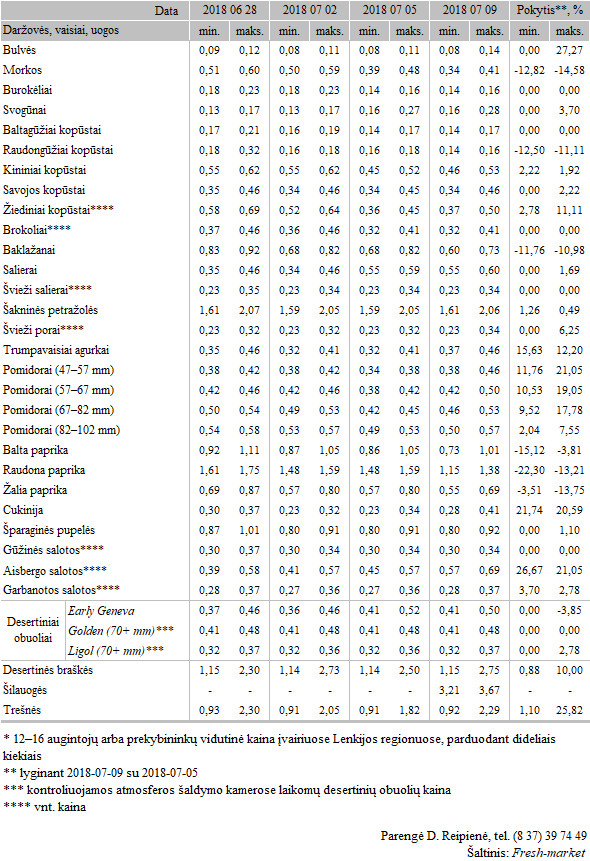 Data 2018 06 28 2018 07 02 2018 07 05 2018 07 09 Pokytis**, %
Daržovės, vaisiai, uogos min. maks. min. maks. min. maks. min. maks. min. maks.
Bulvės 0,09 0,12 0,08 0,11 0,08 0,11 0,08 0,14 0,00 27,27
Morkos 0,51 0,60 0,50 0,59 0,39 0,48 0,34 0,41 -12,82 -14,58
Burokėliai 0,18 0,23 0,18 0,23 0,14 0,16 0,14 0,16 0,00 0,00
Svogūnai 0,13 0,17 0,13 0,17 0,16 0,27 0,16 0,28 0,00 3,70
Baltagūžiai kopūstai 0,17 0,21 0,16 0,19 0,14 0,17 0,14 0,17 0,00 0,00
Raudongūžiai kopūstai 0,18 0,32 0,16 0,18 0,16 0,18 0,14 0,16 -12,50 -11,11
Kininiai kopūstai 0,55 0,62 0,55 0,62 0,45 0,52 0,46 0,53 2,22 1,92
Savojos kopūstai 0,35 0,46 0,34 0,46 0,34 0,45 0,34 0,46 0,00 2,22
Žiediniai kopūstai**** 0,58 0,69 0,52 0,64 0,36 0,45 0,37 0,50 2,78 11,11
Brokoliai**** 0,37 0,46 0,36 0,46 0,32 0,41 0,32 0,41 0,00 0,00
Baklažanai 0,83 0,92 0,68 0,82 0,68 0,82 0,60 0,73 -11,76 -10,98
Salierai 0,35 0,46 0,34 0,46 0,55 0,59 0,55 0,60 0,00 1,69
Švieži salierai**** 0,23 0,35 0,23 0,34 0,23 0,34 0,23 0,34 0,00 0,00
Šakninės petražolės 1,61 2,07 1,59 2,05 1,59 2,05 1,61 2,06 1,26 0,49
Švieži porai**** 0,23 0,32 0,23 0,32 0,23 0,32 0,23 0,34 0,00 6,25
Trumpavaisiai agurkai 0,35 0,46 0,32 0,41 0,32 0,41 0,37 0,46 15,63 12,20
Pomidorai (47–57 mm) 0,38 0,42 0,38 0,42 0,34 0,38 0,38 0,46 11,76 21,05
Pomidorai (57–67 mm) 0,42 0,46 0,42 0,46 0,38 0,42 0,42 0,50 10,53 19,05
Pomidorai (67–82 mm) 0,50 0,54 0,49 0,53 0,42 0,45 0,46 0,53 9,52 17,78
Pomidorai (82–102 mm) 0,54 0,58 0,53 0,57 0,49 0,53 0,50 0,57 2,04 7,55
Balta paprika 0,92 1,11 0,87 1,05 0,86 1,05 0,73 1,01 -15,12 -3,81
Raudona paprika 1,61 1,75 1,48 1,59 1,48 1,59 1,15 1,38 -22,30 -13,21
Žalia paprika 0,69 0,87 0,57 0,80 0,57 0,80 0,55 0,69 -3,51 -13,75
Cukinija 0,30 0,37 0,23 0,32 0,23 0,34 0,28 0,41 21,74 20,59
Šparaginės pupelės 0,87 1,01 0,80 0,91 0,80 0,91 0,80 0,92 0,00 1,10
Gūžinės salotos**** 0,30 0,37 0,30 0,34 0,30 0,34 0,30 0,34 0,00 0,00
Aisbergo salotos**** 0,39 0,58 0,41 0,57 0,45 0,57 0,57 0,69 26,67 21,05
Garbanotos salotos**** 0,28 0,37 0,27 0,36 0,27 0,36 0,28 0,37 3,70 2,78
Desertiniai obuoliai Early Geneva 0,37 0,46 0,36 0,46 0,41 0,52 0,41 0,50 0,00 -3,85
Golden (70+ mm)*** 0,41 0,48 0,41 0,48 0,41 0,48 0,41 0,48 0,00 0,00
Ligol (70+ mm)*** 0,32 0,37 0,32 0,36 0,32 0,36 0,32 0,37 0,00 2,78
Desertinės braškės 1,15 2,30 1,14 2,73 1,14 2,50 1,15 2,75 0,88 10,00
Šilauogės - - - - - - 3,21 3,67 - -
Trešnės 0,93 2,30 0,91 2,05 0,91 1,82 0,92 2,29 1,10 25,82
* 12–16 augintojų arba prekybininkų vidutinė kaina įvairiuose Lenkijos regionuose, parduodant dideliais
kiekiais
** lyginant 2018-07-09 su 2018-07-05
*** kontroliuojamos atmosferos šaldymo kamerose laikomų desertinių obuolių kaina
**** vnt. kaina
Parengė D. Reipienė, tel. (8 37) 39 74 49
Šaltinis: Fresh-market